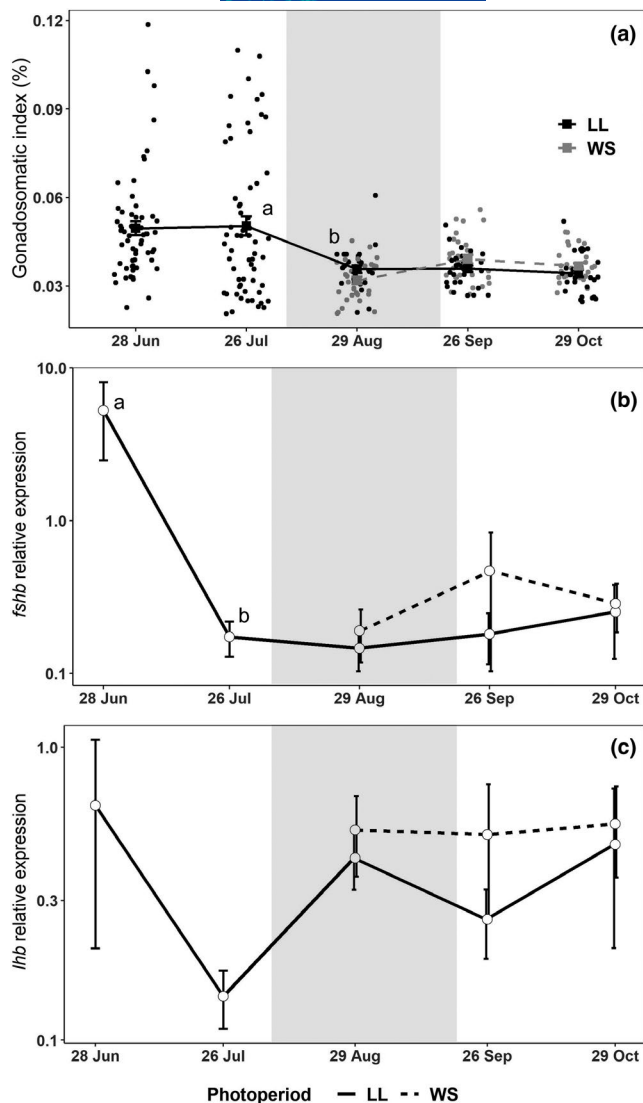 (a)
Gonadosomatic index (%)
0.12
0.09
0.06
0.03
LL
WS
a
b
28 Jun 26 Jul 29 Aug 26 Sep 29 Oct
(b)
fshb relative expression
10.0
1.0
0.1
a
b
28 Jun 26 Jul 29 Aug 26 Sep 29 Oct
(c)
lhb relative expression
1.0
0.3
0.1
28 Jun 26 Jul 29 Aug 26 Sep 29 Oct
Photoperiod LL WS